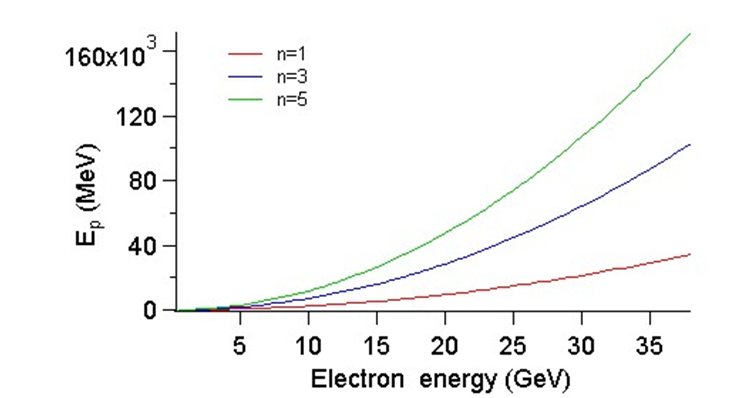 160x10³
120
80
40
0
E_p (MeV)
n=1
n=3
n=5
5 10 15 20 25 30 35
Electron energy (GeV)